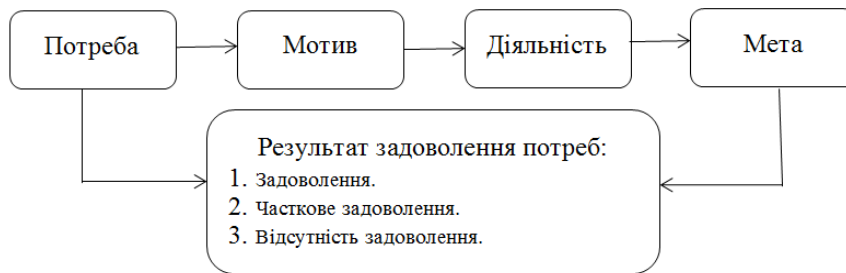 Потреба
Мотив
Діяльність
Мета
Результат задоволення потреб:
1. Задоволення.
2. Часткове задоволення.
3. Відсутність задоволення.